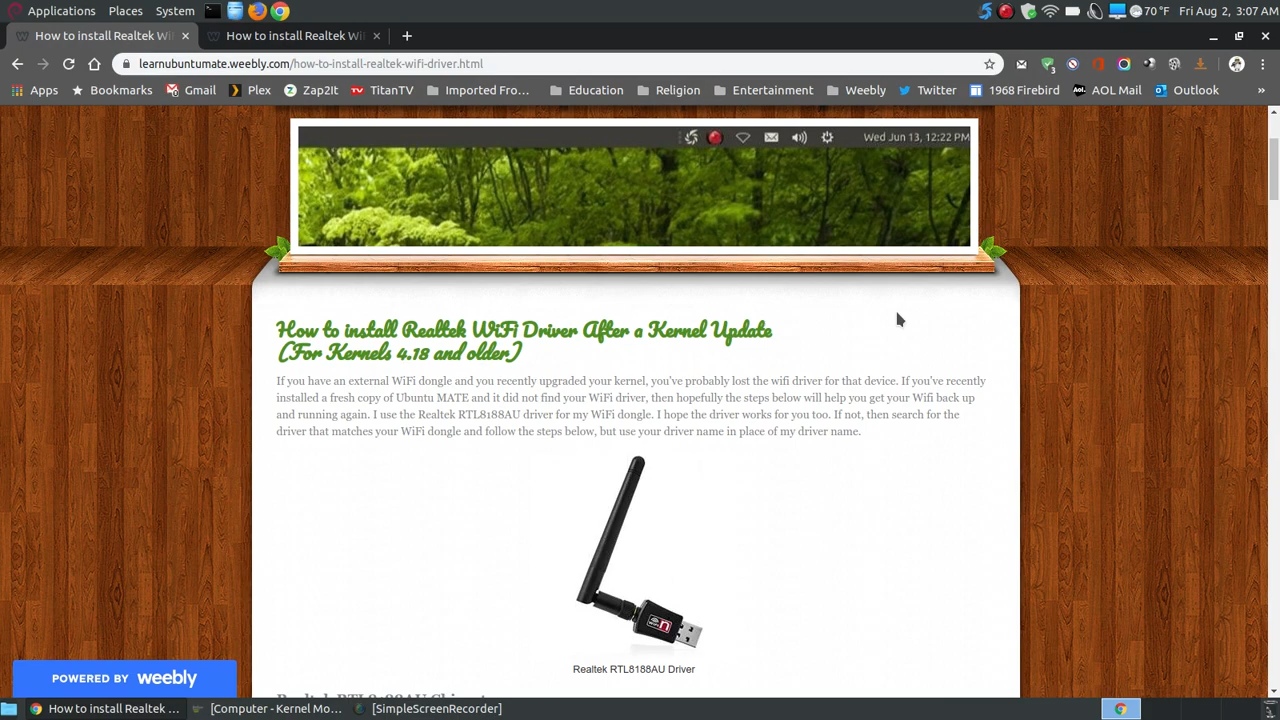 Applications Places System 70 °F Fri Aug 2, 3:07 AM
How to install Realtek Wi How to install Realtek Wi
learnubuntumate.weebly.com/how-to-install-realtek-wifi-driver.html
Apps Bookmarks Gmail Plex Zap2It TitanTV Imported Fro... Education Religion Entertainment Weebly Twitter 1968 Firebird AOL Mail Outlook »
Wed Jun 13, 12:22 PM
How to install Realtek WiFi Driver After a Kernel Update
(For Kernels 4.18 and older)
If you have an external WiFi dongle and you recently upgraded your kernel, you've probably lost the wifi driver for that device. If you've recently
installed a fresh copy of Ubuntu MATE and it did not find your WiFi driver, then hopefully the steps below will help you get your Wifi back up
and running again. I use the Realtek RTL8188AU driver for my WiFi dongle. I hope the driver works for you too. If not, then search for the
driver that matches your WiFi dongle and follow the steps below, but use your driver name in place of my driver name.
WiFi n
Realtek RTL8188AU Driver
POWERED BY weebly
How to install Realtek ... [Computer - Kernel Mo... [SimpleScreenRecorder]